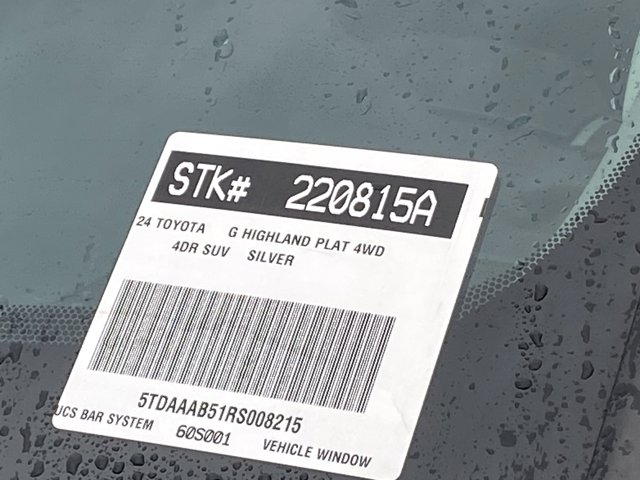 STK# 220815A
24 TOYOTA G HIGHLAND PLAT 4WD
4DR SUV SILVER
5TDAAAB51RS008215
UCS BAR SYSTEM 60S001 VEHICLE WINDOW